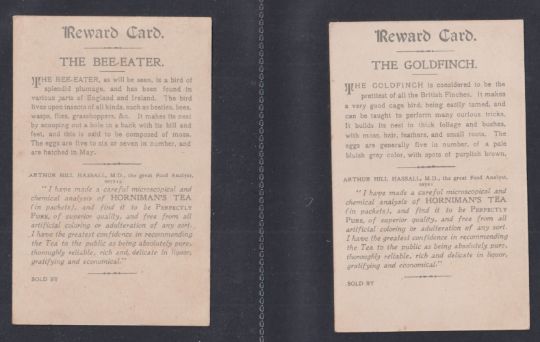 Reward Card.
THE BEE-EATER.
THE BEE-EATER, as will be seen, is a bird of
splendid plumage, and has been found in
various parts of England and Ireland. The bird
lives upon insects of all kinds, such as beetles, bees,
wasps, flies, grasshoppers, &c. It makes its nest
by scooping out a hole in a bank with its bill and
feet, and this is said to be composed of moss.
The eggs are five to six or seven in number, and
are hatched in May.
ARTHUR HILL HASSALL, M.D., the great Food Analyst,
says:
"I have made a careful microscopical and
chemical analysis of HORNIMAN'S TEA
(in packets), and find it to be PERFECTLY
PURE, of superior quality, and free from all
artificial coloring or adulteration of any sort.
I have the greatest confidence in recommending
the Tea to the public as being absolutely pure,
thoroughly reliable, rich and delicate in liquor,
gratifying and economical."
SOLD BY
Reward Card.
THE GOLDFINCH.
THE GOLDFINCH is considered to be the
prettiest of all the British Finches. It makes
a very good cage bird, being easily tamed, and
can be taught to perform many curious tricks.
It builds its nest in thick foliage and bushes,
with moss, hair, feathers, and small roots. The
eggs are generally five in number, of a pale
bluish gray color, with spots of purplish brown.
ARTHUR HILL HASSALL, M.D., the great Food Analyst,
says:
"I have made a careful microscopical and
chemical analysis of HORNIMAN'S TEA
(in packets), and find it to be PERFECTLY
PURE, of superior quality, and free from all
artificial coloring or adulteration of any sort.
I have the greatest confidence in recommending
the Tea to the public as being absolutely pure,
thoroughly reliable, rich and delicate in liquor,
gratifying and economical."
SOLD BY